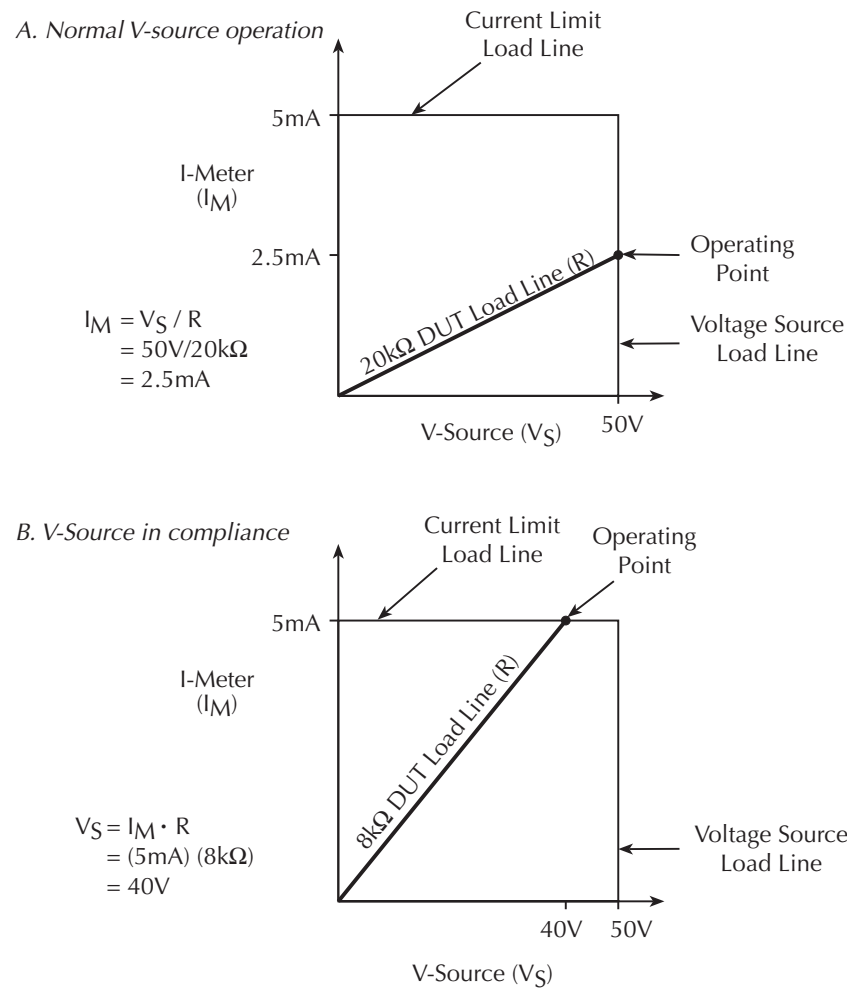 A. Normal V-source operation
Current Limit
Load Line
5mA
I-Meter
(IM)
2.5mA
20kΩ DUT Load Line (R)
Operating
Point
IM = VS / R
= 50V/20kΩ
= 2.5mA
Voltage Source
Load Line
V-Source (VS)
50V
B. V-Source in compliance
Current Limit
Load Line
Operating
Point
5mA
I-Meter
(IM)
8kΩ DUT Load Line (R)
VS = IM • R
= (5mA) (8kΩ)
= 40V
Voltage Source
Load Line
40V
50V
V-Source (VS)